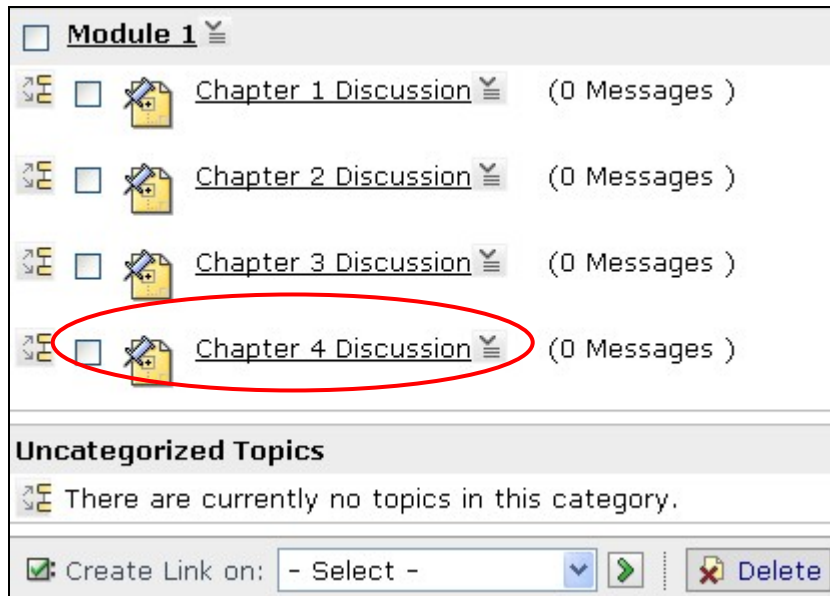 Module 1
Chapter 1 Discussion (0 Messages )
Chapter 2 Discussion (0 Messages )
Chapter 3 Discussion (0 Messages )
Chapter 4 Discussion (0 Messages )
Uncategorized Topics
There are currently no topics in this category.
Create Link on: - Select - Delete